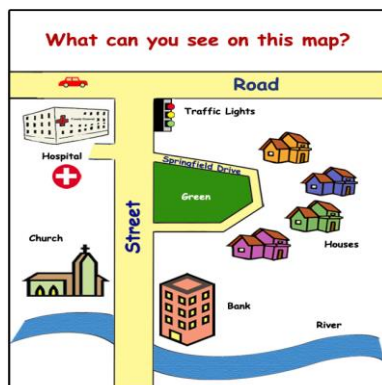 What can you see on this map?
Road
Traffic Lights
Hospital
Springfield Drive
Green
Street
Church
Houses
Bank
River